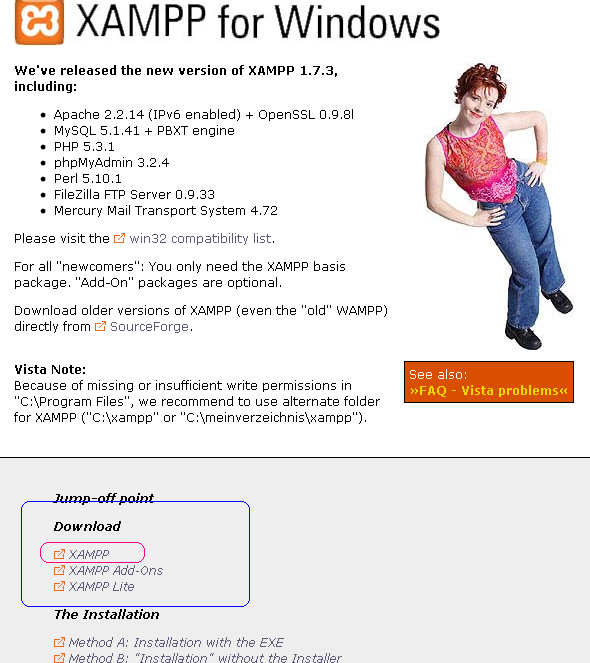 XAMPP for Windows
We've released the new version of XAMPP 1.7.3,
including:
Apache 2.2.14 (IPv6 enabled) + OpenSSL 0.9.8l
MySQL 5.1.41 + PBXT engine
PHP 5.3.1
phpMyAdmin 3.2.4
Perl 5.10.1
FileZilla FTP Server 0.9.33
Mercury Mail Transport System 4.72
Please visit the win32 compatibility list.
For all "newcomers": You only need the XAMPP basis
package. "Add-On" packages are optional.
Download older versions of XAMPP (even the "old" WAMPP)
directly from SourceForge.
Vista Note:
Because of missing or insufficient write permissions in
"C:\Program Files", we recommend to use alternate folder
for XAMPP ("C:\xampp" or "C:\meinverzeichnis\xampp").
See also:
»FAQ - Vista problems«
Jump-off point
Download
XAMPP
XAMPP Add-Ons
XAMPP Lite
The Installation
Method A: Installation with the EXE
Method B: "Installation" without the Installer